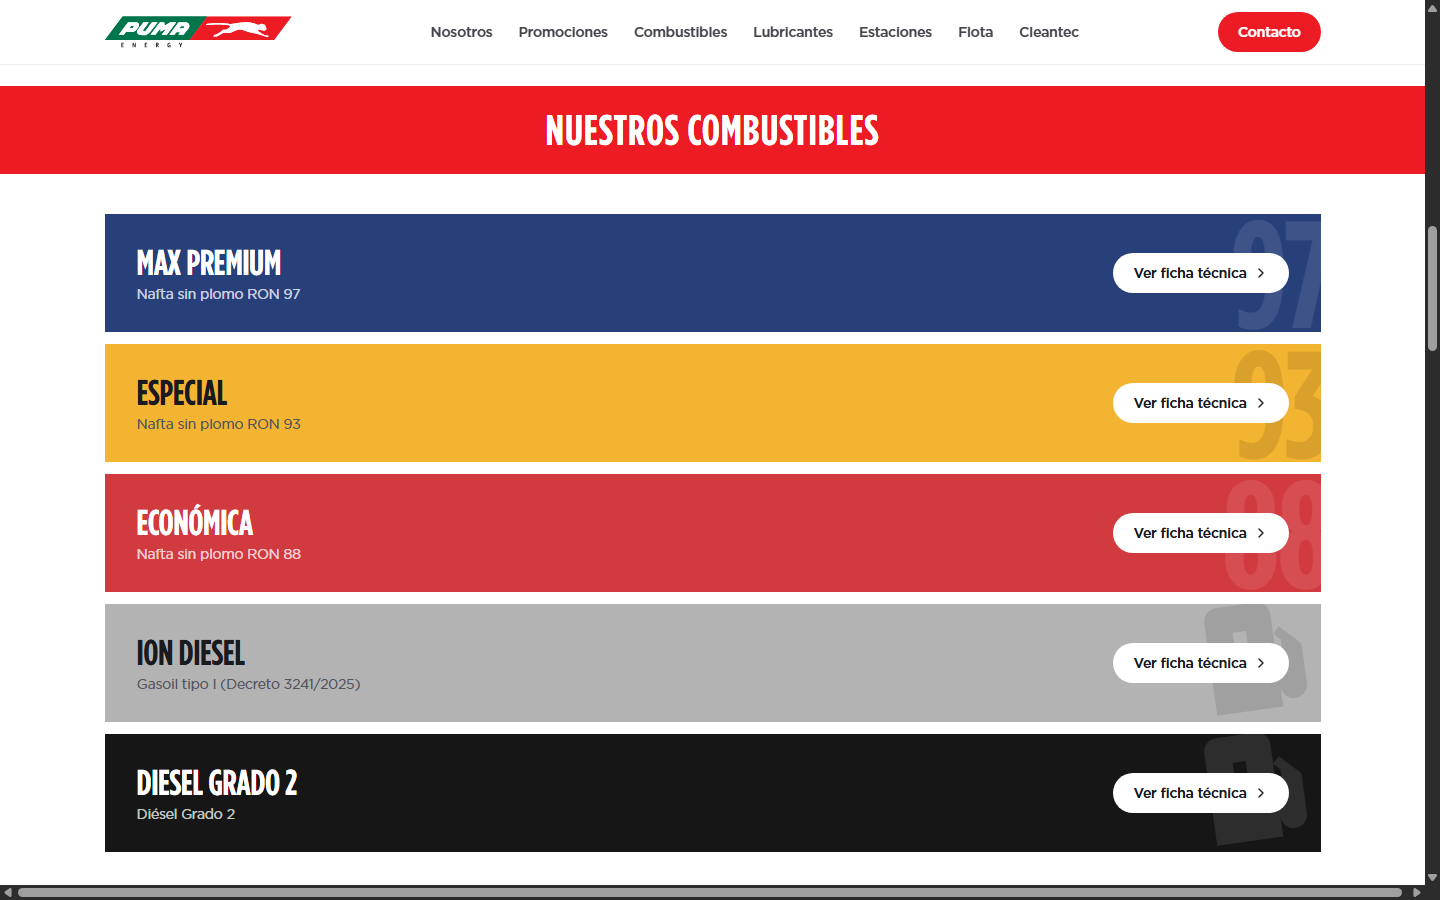 PUMA
ENERGY
Nosotros Promociones Combustibles Lubricantes Estaciones Flota Cleantec
Contacto
NUESTROS COMBUSTIBLES
MAX PREMIUM
Nafta sin plomo RON 97
Ver ficha técnica
97
ESPECIAL
Nafta sin plomo RON 93
Ver ficha técnica
93
ECONÓMICA
Nafta sin plomo RON 88
Ver ficha técnica
88
ION DIESEL
Gasoil tipo I (Decreto 3241/2025)
Ver ficha técnica
DIESEL GRADO 2
Diésel Grado 2
Ver ficha técnica